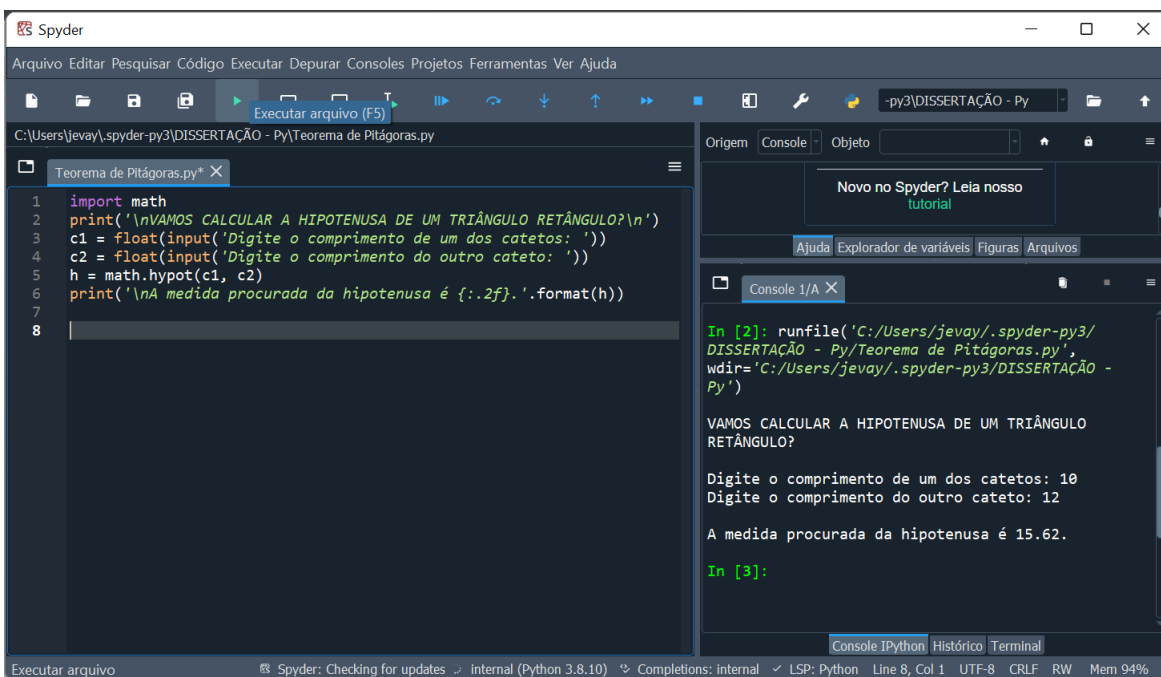 Spyder
Arquivo Editar Pesquisar Código Executar Depurar Consoles Projetos Ferramentas Ver Ajuda
Executar arquivo (F5)
-py3\DISSERTAÇÃO - Py
C:\Users\jevay\.spyder-py3\DISSERTAÇÃO - Py\Teorema de Pitágoras.py
Teorema de Pitágoras.py*
1 import math
2 print('\nVAMOS CALCULAR A HIPOTENUSA DE UM TRIÂNGULO RETÂNGULO?\n')
3 c1 = float(input('Digite o comprimento de um dos catetos: '))
4 c2 = float(input('Digite o comprimento do outro cateto: '))
5 h = math.hypot(c1, c2)
6 print('\nA medida procurada da hipotenusa é {:.2f}.'.format(h))
7
8
Origem Console Objeto
Novo no Spyder? Leia nosso
tutorial
Ajuda Explorador de variáveis Figuras Arquivos
Console 1/A
In [2]: runfile('C:/Users/jevay/.spyder-py3/
DISSERTAÇÃO - Py/Teorema de Pitágoras.py',
wdir='C:/Users/jevay/.spyder-py3/DISSERTAÇÃO -
Py')
VAMOS CALCULAR A HIPOTENUSA DE UM TRIÂNGULO
RETÂNGULO?
Digite o comprimento de um dos catetos: 10
Digite o comprimento do outro cateto: 12
A medida procurada da hipotenusa é 15.62.
In [3]:
Console IPython Histórico Terminal
Executar arquivo Spyder: Checking for updates internal (Python 3.8.10) Completions: internal LSP: Python Line 8, Col 1 UTF-8 CRLF RW Mem 94%